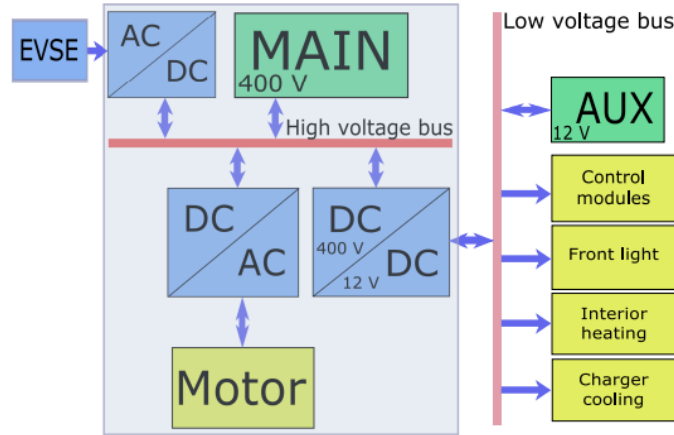 Low voltage bus
EVSE
AC
DC
MAIN
400 V
AUX
12 V
High voltage bus
Control
modules
DC
AC
DC
400 V
DC
12 V
Front light
Interior
heating
Motor
Charger
cooling